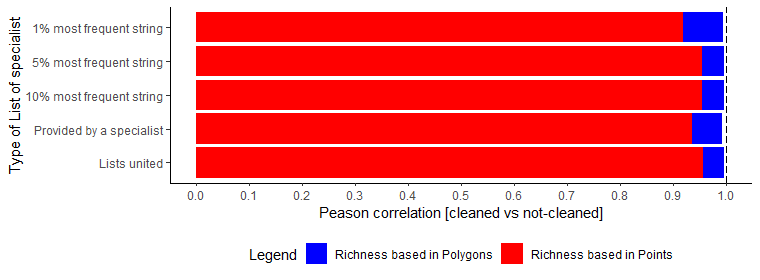 Type of List of specialist
1% most frequent string
5% most frequent string
10% most frequent string
Provided by a specialist
Lists united
0.0 0.1 0.2 0.3 0.4 0.5 0.6 0.7 0.8 0.9 1.0
Peason correlation [cleaned vs not-cleaned]
Legend Richness based in Polygons Richness based in Points